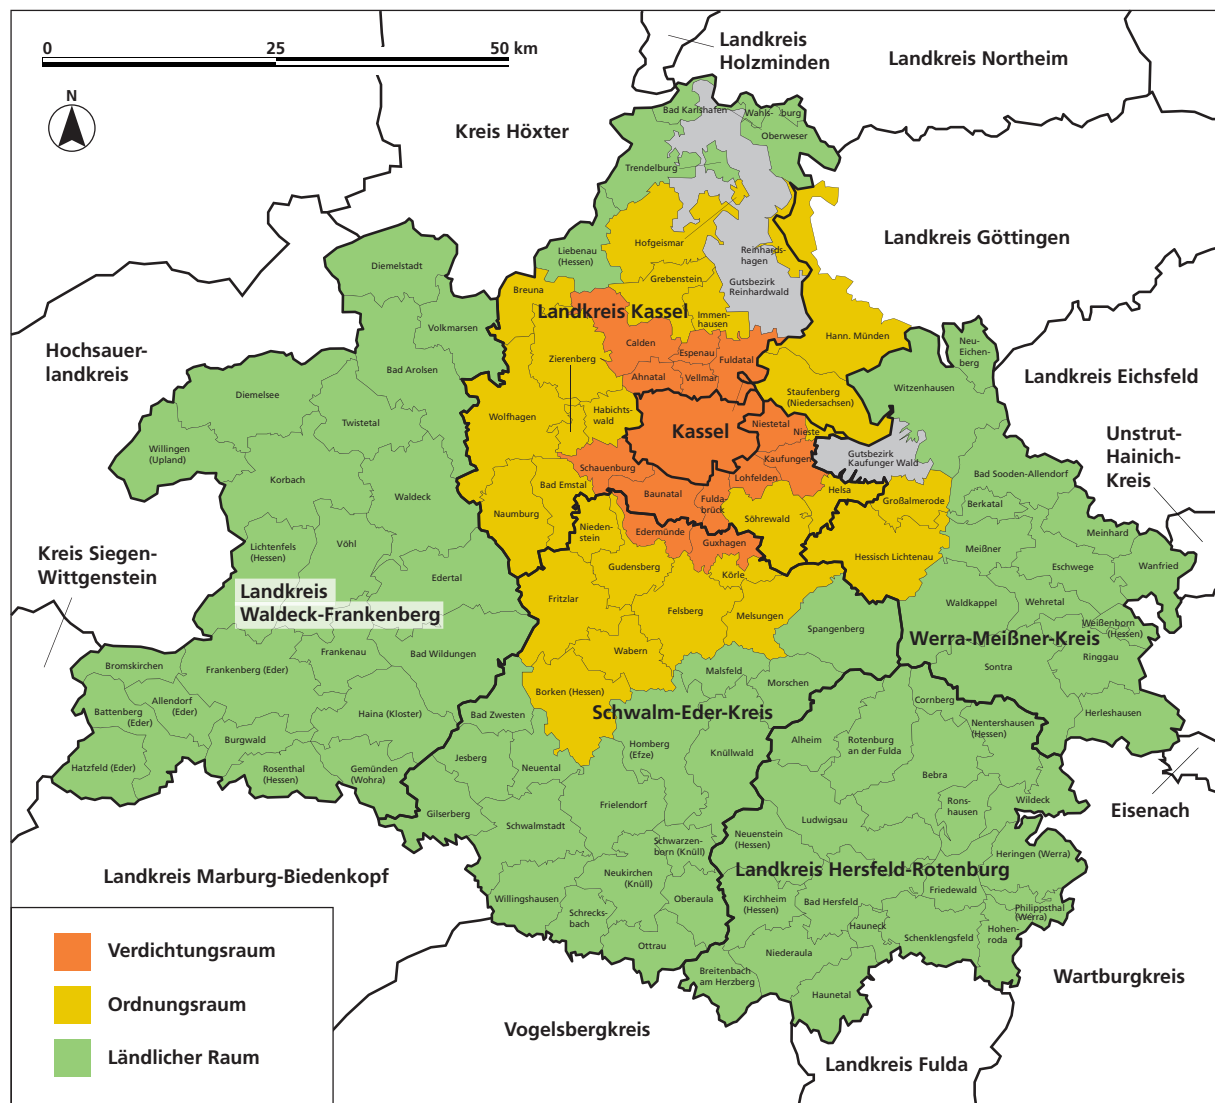 0 25 50 km
N
Landkreis
Holzminden
Landkreis Northeim
Kreis Höxter
Landkreis Göttingen
Hochsauer-
landkreis
Landkreis Eichsfeld
Unstrut-
Hainich-
Kreis
Kreis Siegen-
Wittgenstein
Eisenach
Wartburgkreis
Landkreis Fulda
Vogelsbergkreis
Landkreis Marburg-Biedenkopf
Landkreis Kassel
Bad Karlshafen
Wahls-
burg
Oberweser
Trendelburg
Hofgeismar
Liebenau
(Hessen)
Reinhards-
hagen
Gutsbezirk
Reinhardwald
Grebenstein
Breuna
Immen-
hausen
Calden
Espenau
Fuldatal
Zierenberg
Ahnatal
Vellmar
Hann. Münden
Staufenberg
(Niedersachsen)
Wolfhagen
Habichts-
wald
Kassel
Niestetal
Nieste
Kaufungen
Gutsbezirk
Kaufunger Wald
Schauenburg
Lohfelden
Bad Emstal
Baunatal
Fulda-
brück
Helsa
Naumburg
Söhrewald
Landkreis
Waldeck-Frankenberg
Diemelstadt
Volkmarsen
Bad Arolsen
Diemelsee
Twistetal
Willingen
(Upland)
Korbach
Waldeck
Lichtenfels
(Hessen)
Vöhl
Edertal
Frankenau
Bad Wildungen
Bromskirchen
Frankenberg (Eder)
Allendorf
(Eder)
Battenberg
(Eder)
Haina (Kloster)
Burgwald
Hatzfeld (Eder)
Rosenthal
(Hessen)
Gemünden
(Wohra)
Werra-Meißner-Kreis
Neu-
Eichen-
berg
Witzenhausen
Bad Sooden-Allendorf
Großalmerode
Berkatal
Meinhard
Hessisch Lichtenau
Meißner
Eschwege
Wanfried
Waldkappel
Wehretal
Weißenborn
(Hessen)
Ringgau
Sontra
Herleshausen
Schwalm-Eder-Kreis
Nieden-
stein
Edermünde
Guxhagen
Gudensberg
Körle
Fritzlar
Felsberg
Melsungen
Spangenberg
Wabern
Malsfeld
Morschen
Borken (Hessen)
Bad Zwesten
Homberg
(Efze)
Knüllwald
Jesberg
Neuental
Gilserberg
Frielendorf
Schwalmstadt
Schwarzen-
born (Knüll)
Neukirchen
(Knüll)
Willingshausen
Oberaula
Schrecks-
bach
Ottrau
Landkreis Hersfeld-Rotenburg
Cornberg
Nentershausen
(Hessen)
Alheim
Rotenburg
an der Fulda
Bebra
Rons-
hausen
Wildeck
Ludwigsau
Neuenstein
(Hessen)
Heringen (Werra)
Friedewald
Kirchheim
(Hessen)
Bad Hersfeld
Philippsthal
(Werra)
Hauneck
Hohen-
roda
Schenklengsfeld
Niederaula
Breitenbach
am Herzberg
Haunetal
Verdichtungsraum
Ordnungsraum
Ländlicher Raum